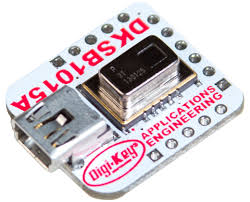 DKSB1015A
Digi-Key®
APPLICATIONS
ENGINEERING